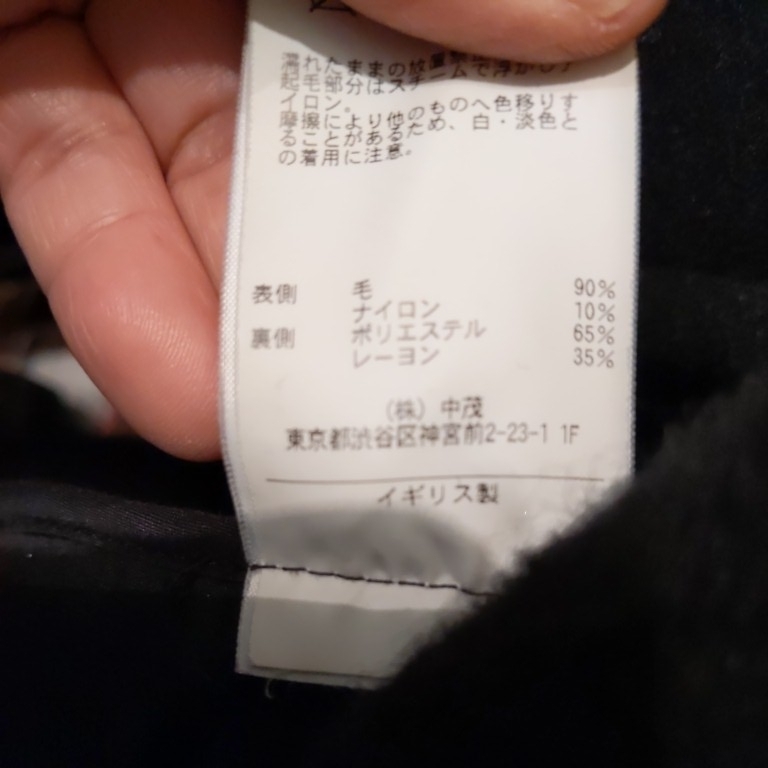 濡れたままの放置
起毛部分はスチームで浮かし
イロン。
摩擦により他のものへ色移りす
ることがあるため、白・淡色と
の着用に注意。
表側 毛 90%
ナイロン 10%
裏側 ポリエステル 65%
レーヨン 35%
(株) 中茂
東京都渋谷区神宮前2-23-1 1F
イギリス製